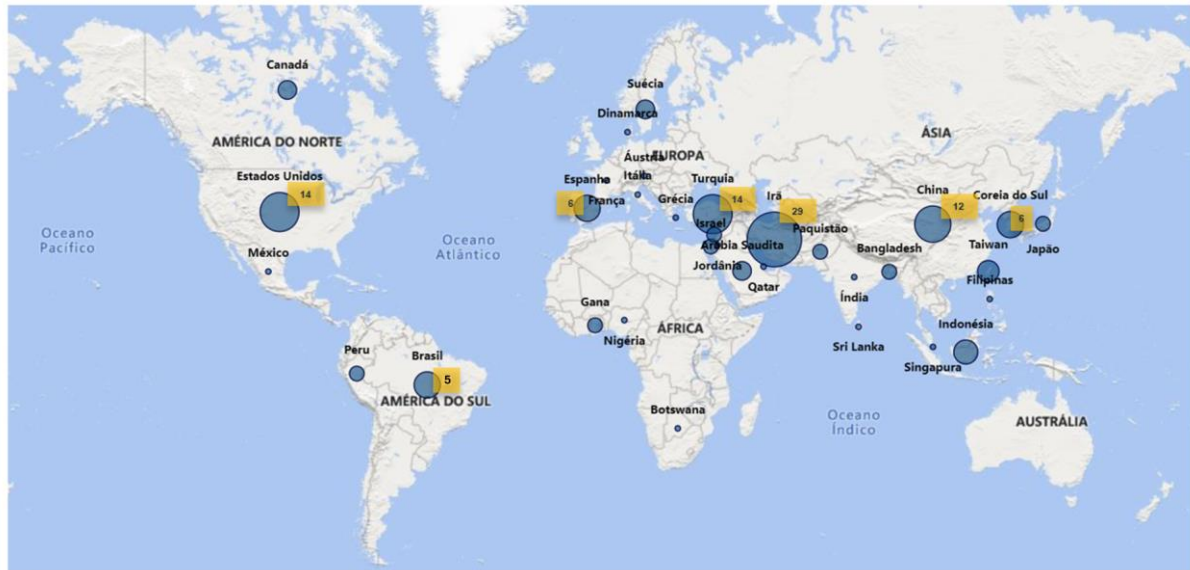 Canadá
Suécia
Dinamarca
AMÉRICA DO NORTE
ÁSIA
Áustria
EUROPA
Estados Unidos
14
Espanha
Itália
Turquia
Irã
China
Coreia do Sul
6
França
Grécia
14
29
12
6
Oceano
Pacífico
Oceano
Atlântico
Israel
Paquistão
México
Arábia Saudita
Bangladesh
Taiwan
Japão
Jordânia
Qatar
Índia
Filipinas
Gana
Nigéria
ÁFRICA
Sri Lanka
Indonésia
Singapura
Peru
Brasil
5
AMÉRICA DO SUL
Botswana
Oceano
Índico
AUSTRÁLIA